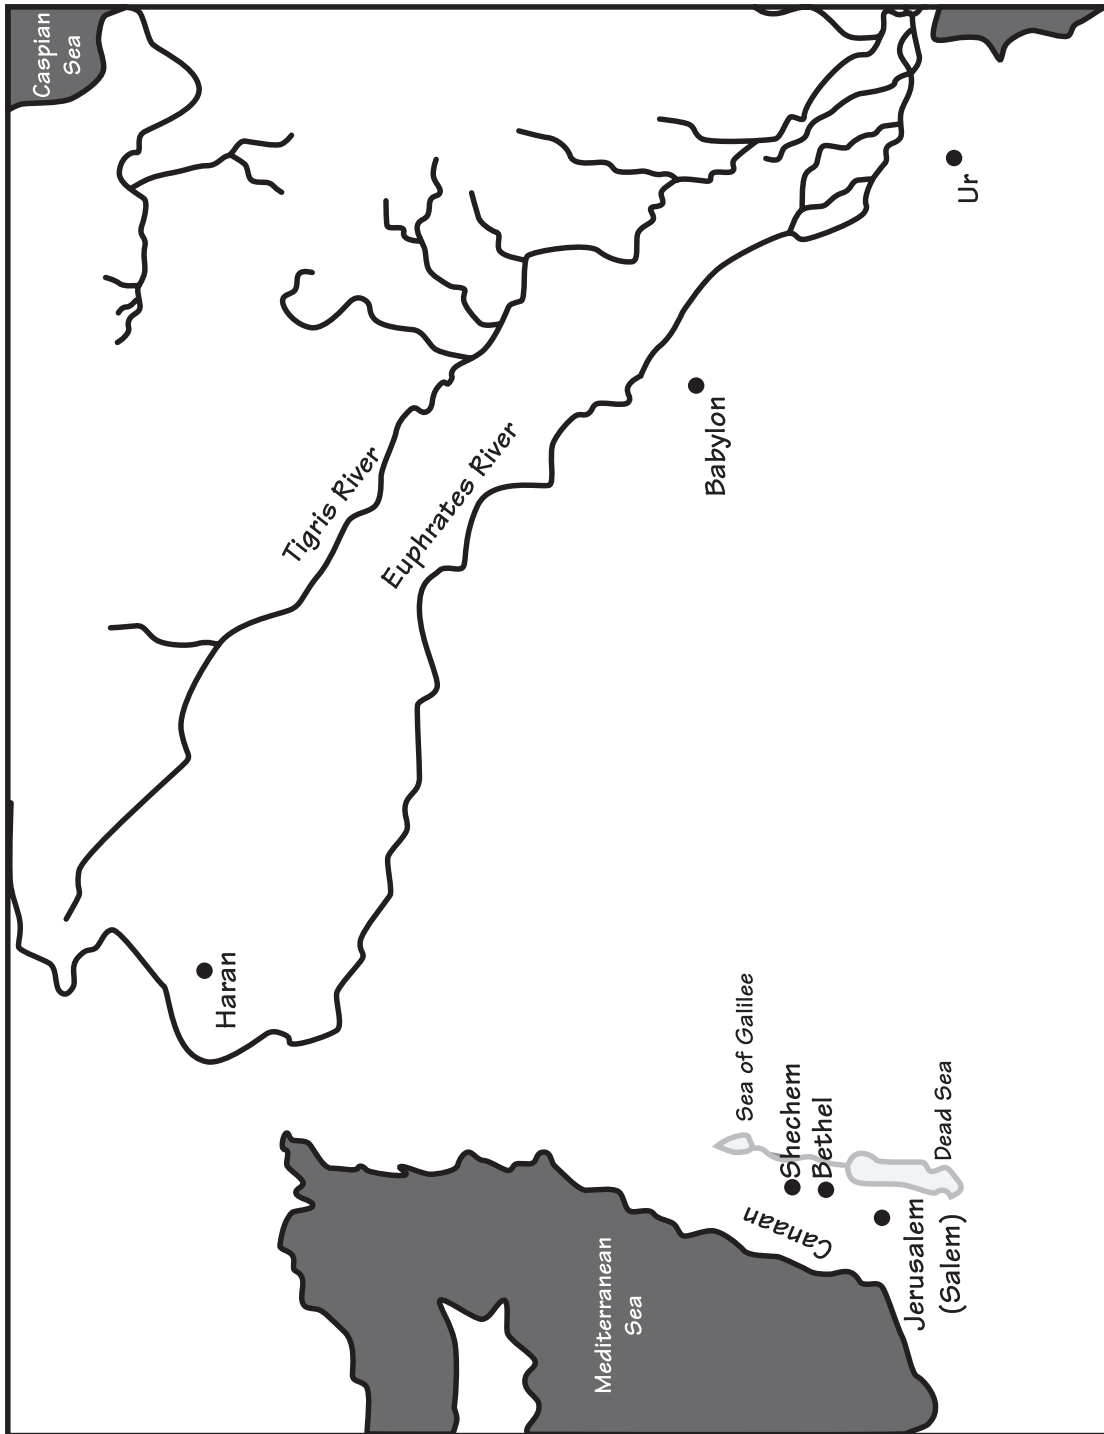 Caspian
Sea
Tigris River
Euphrates River
Babylon
Ur
Haran
Mediterranean
Sea
Sea of Galilee
Shechem
Bethel
Canaan
Dead Sea
Jerusalem
(Salem)